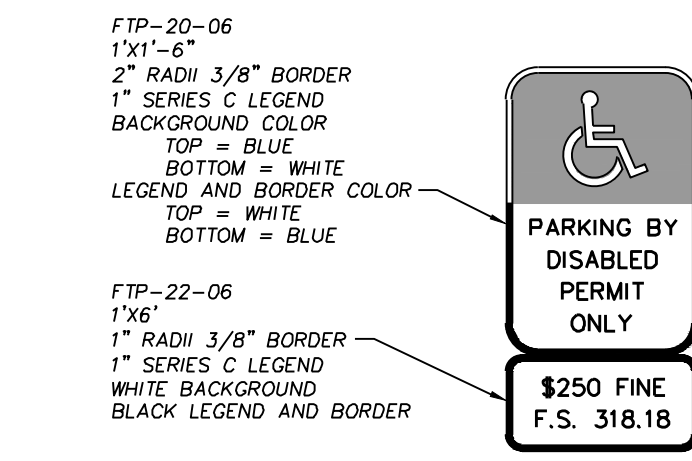 FTP-20-06
1'X1'-6"
2" RADII 3/8" BORDER
1" SERIES C LEGEND
BACKGROUND COLOR
TOP = BLUE
BOTTOM = WHITE
LEGEND AND BORDER COLOR
TOP = WHITE
BOTTOM = BLUE
PARKING BY
DISABLED
PERMIT
ONLY
FTP-22-06
1'X6'
1" RADII 3/8" BORDER
1" SERIES C LEGEND
WHITE BACKGROUND
BLACK LEGEND AND BORDER
$250 FINE
F.S. 318.18